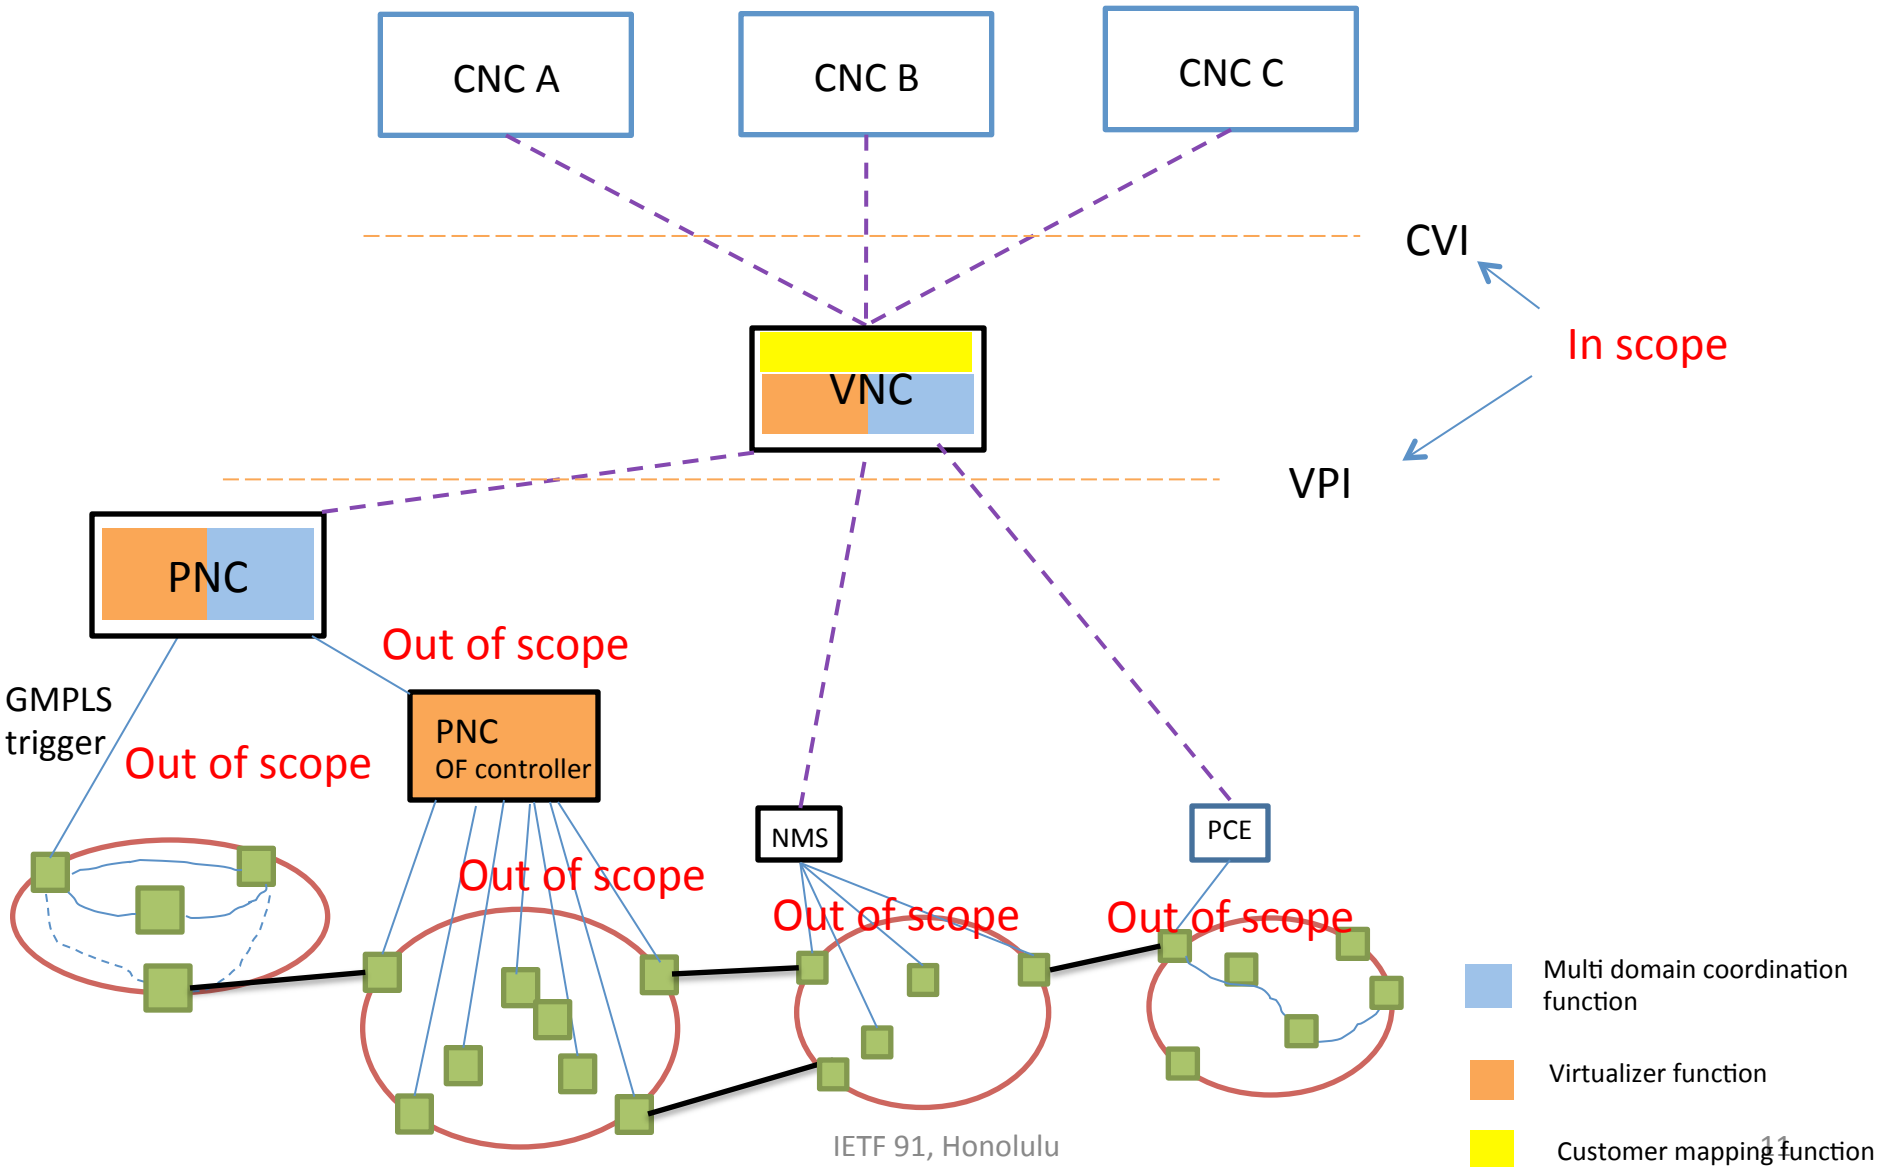 CNC A
CNC B
CNC C
CVI
In scope
VNC
VPI
PNC
Out of scope
GMPLS
trigger
Out of scope
PNC
OF controller
NMS
PCE
Out of scope
Out of scope
Out of scope
Multi domain coordination
function
Virtualizer function
Customer mapping function
IETF 91, Honolulu
11